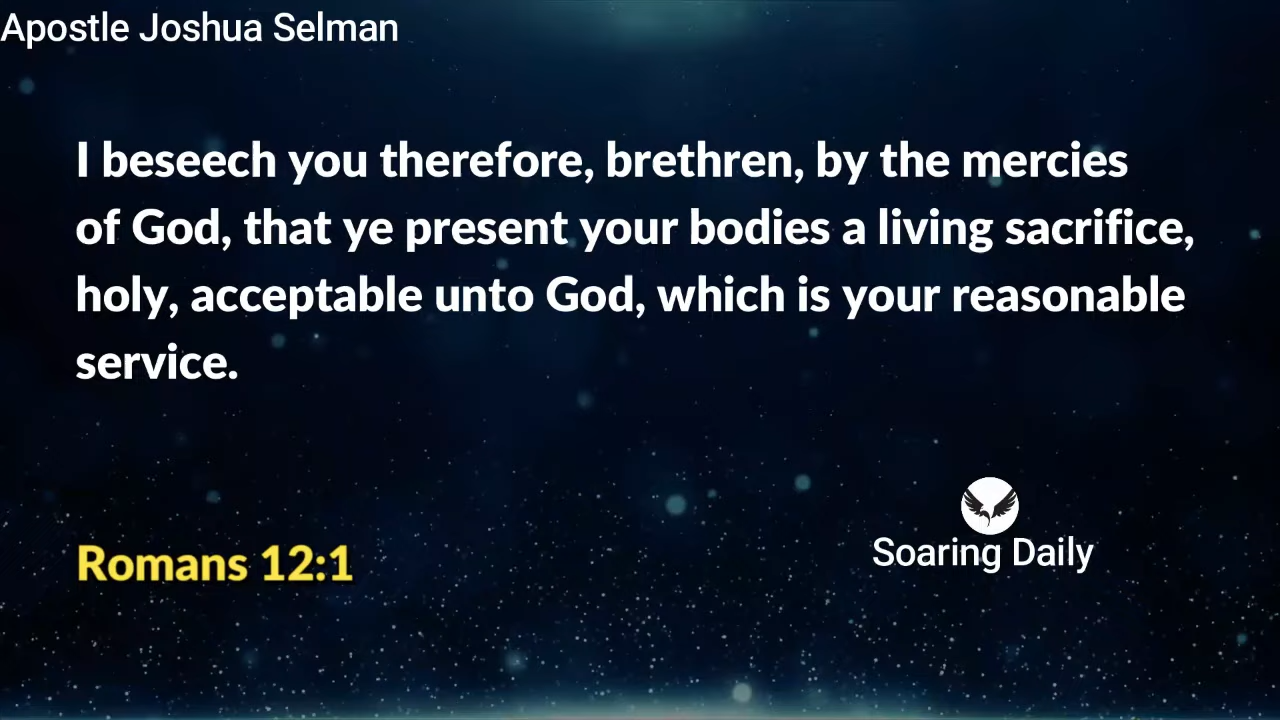 Apostle Joshua Selman
I beseech you therefore, brethren, by the mercies
of God, that ye present your bodies a living sacrifice,
holy, acceptable unto God, which is your reasonable
service.
Romans 12:1
Soaring Daily